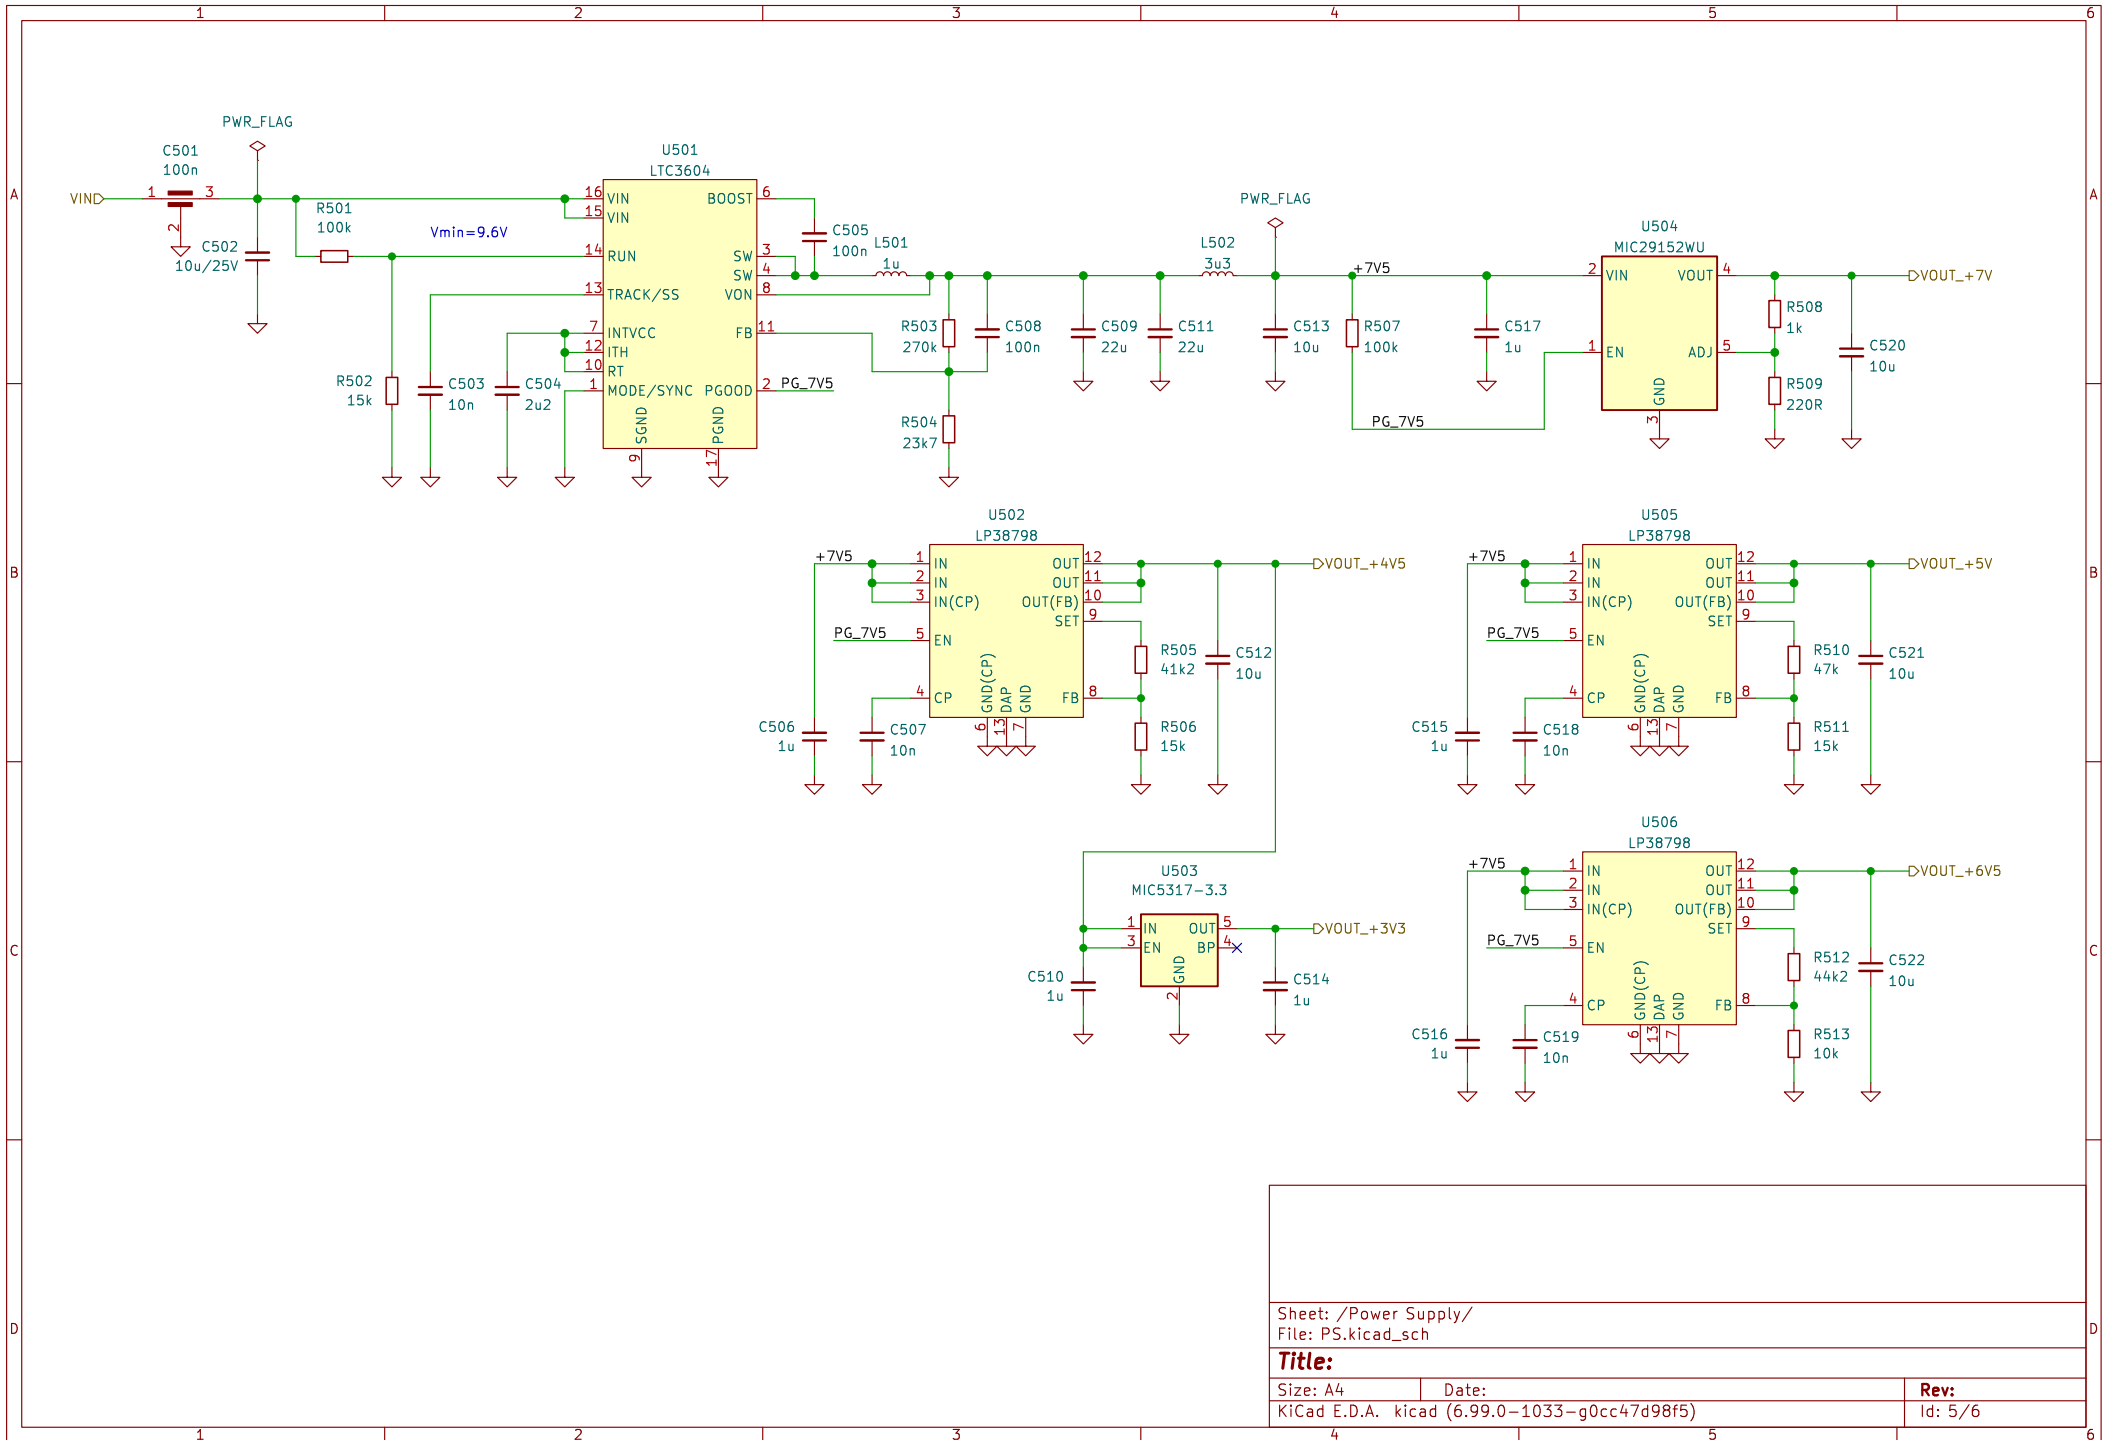 1 2 3 4 5 6
A A
B B
C C
D D
PWR_FLAG
C501
100n
VIN
1 3
2
C502
10u/25V
R501
100k
Vmin=9.6V
R502
15k
C503
10n
C504
2u2
U501
LTC3604
16 VIN
15 VIN
14 RUN
13 TRACK/SS
7 INTVCC
12 ITH
10 RT
1 MODE/SYNC
BOOST 6
SW 3
SW 4
VON 8
FB 11
PGOOD 2
SGND 9
PGND 17
PG_7V5
C505
100n
L501
1u
R503
270k
C508
100n
R504
23k7
C509
22u
C511
22u
L502
3u3
PWR_FLAG
C513
10u
+7V5
R507
100k
PG_7V5
C517
1u
U504
MIC29152WU
2 VIN
1 EN
VOUT 4
ADJ 5
GND 3
R508
1k
R509
220R
C520
10u
VOUT_+7V
U502
LP38798
+7V5
1 IN
2 IN
3 IN(CP)
PG_7V5
5 EN
4 CP
OUT 12
OUT 11
OUT(FB) 10
SET 9
FB 8
GND(CP) 6
DAP 13
GND 7
C506
1u
C507
10n
R505
41k2
R506
15k
C512
10u
VOUT_+4V5
U505
LP38798
+7V5
1 IN
2 IN
3 IN(CP)
PG_7V5
5 EN
4 CP
OUT 12
OUT 11
OUT(FB) 10
SET 9
FB 8
GND(CP) 6
DAP 13
GND 7
C515
1u
C518
10n
R510
47k
R511
15k
C521
10u
VOUT_+5V
U503
MIC5317-3.3
1 IN
3 EN
OUT 5
BP 4
GND 2
C510
1u
C514
1u
VOUT_+3V3
U506
LP38798
+7V5
1 IN
2 IN
3 IN(CP)
PG_7V5
5 EN
4 CP
OUT 12
OUT 11
OUT(FB) 10
SET 9
FB 8
GND(CP) 6
DAP 13
GND 7
C516
1u
C519
10n
R512
44k2
R513
10k
C522
10u
VOUT_+6V5
Sheet: /Power Supply/
File: PS.kicad_sch
Title:
Size: A4 Date: Rev:
KiCad E.D.A. kicad (6.99.0-1033-g0cc47d98f5) Id: 5/6
1 2 3 4 5 6